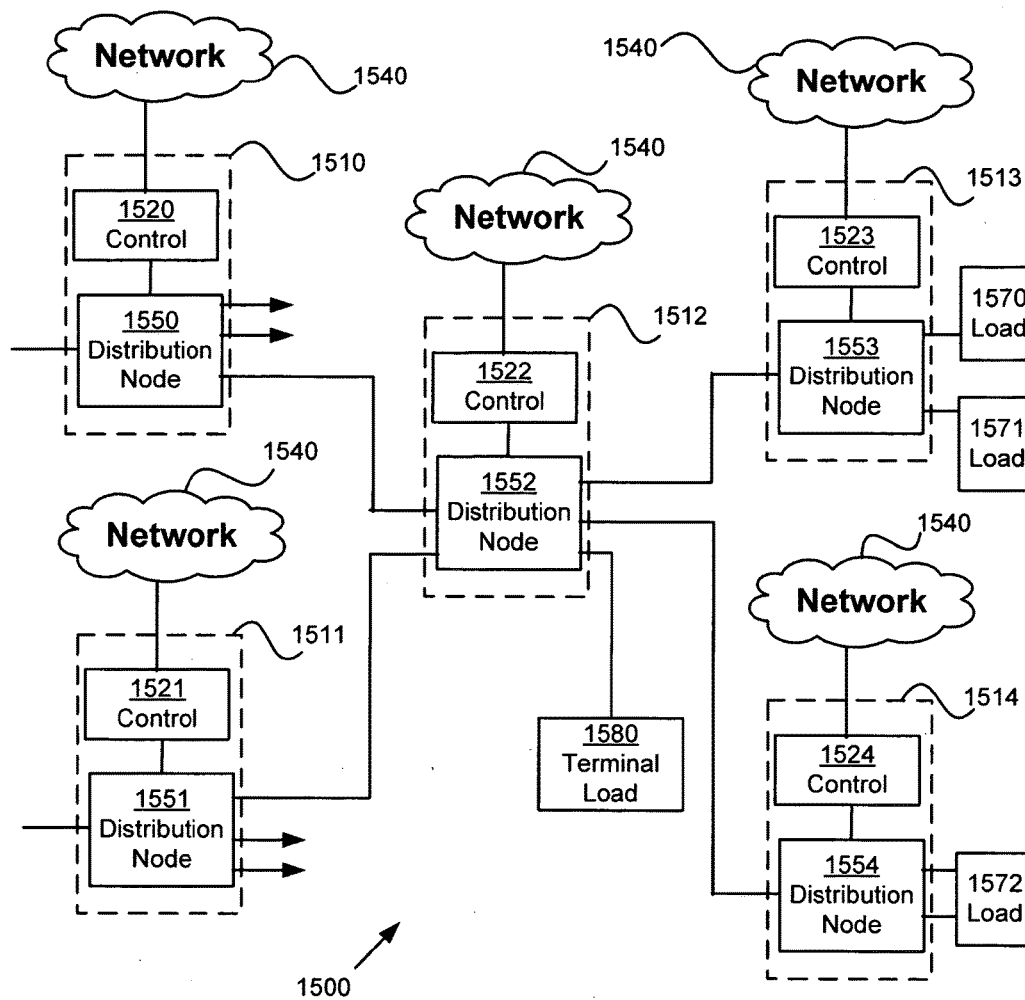 Network
1540
1510
1520
Control
1550
Distribution
Node
1540
Network
1511
1521
Control
1551
Distribution
Node
1500
1540
Network
1512
1522
Control
1552
Distribution
Node
1580
Terminal
Load
1540
Network
1513
1523
Control
1553
Distribution
Node
1570
Load
1571
Load
1540
Network
1514
1524
Control
1554
Distribution
Node
1572
Load